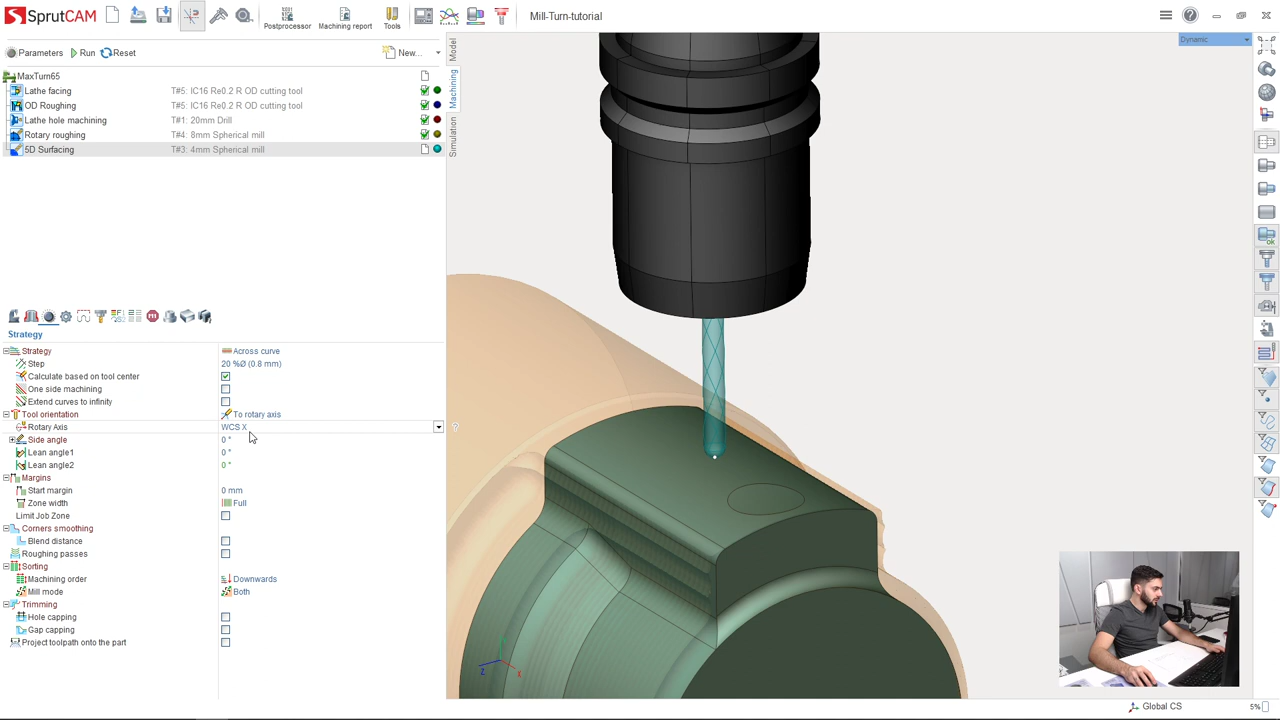 SprutCAM
Postprocessor
Machining report
Tools
Mill-Turn-tutorial
Parameters
Run
Reset
New...
MaxTurn65
Lathe facing T#: C16 Re0.2 R OD cutting tool
OD Roughing T#: C16 Re0.2 R OD cutting tool
Lathe hole machining T#1: 20mm Drill
Rotary roughing T#4: 8mm Spherical mill
5D Surfacing T#3: 4mm Spherical mill
Model
Machining
Simulation
Dynamic
Strategy
Strategy Across curve
Step 20 %Ø (0.8 mm)
Calculate based on tool center
One side machining
Extend curves to infinity
Tool orientation To rotary axis
Rotary Axis WCS X
Side angle 0 °
Lean angle1 0 °
Lean angle2 0 °
Margins
Start margin 0 mm
Zone width Full
Limit Job Zone
Corners smoothing
Blend distance
Roughing passes
Sorting
Machining order Downwards
Mill mode Both
Trimming
Hole capping
Gap capping
Project toolpath onto the part
Z
X
Global CS
5%